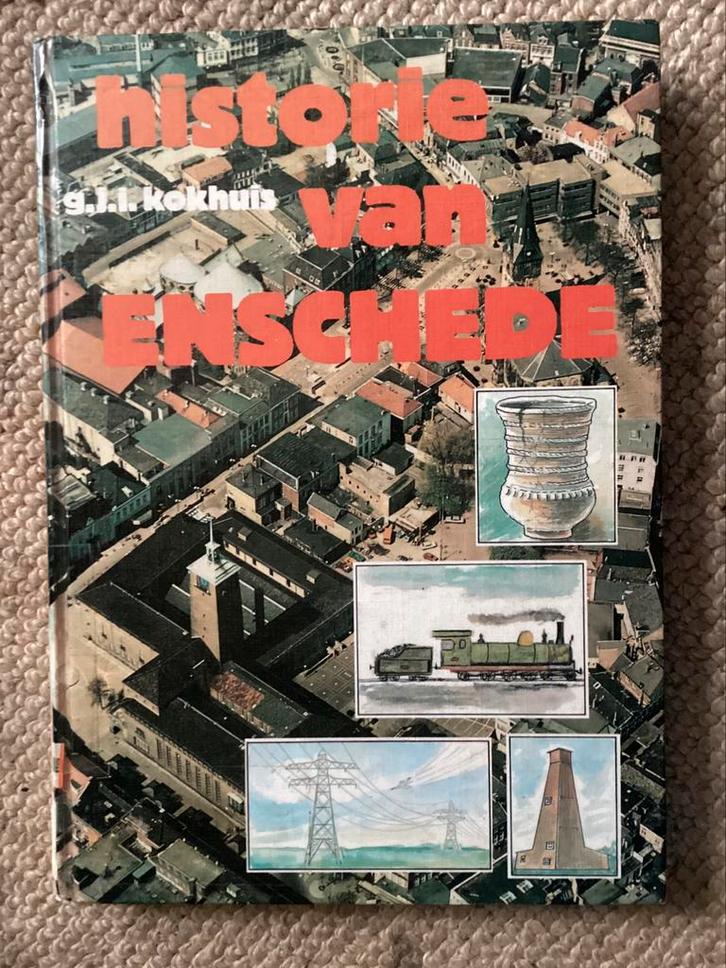 historie
g.j.i. kokhuis
van
ENSCHEDE